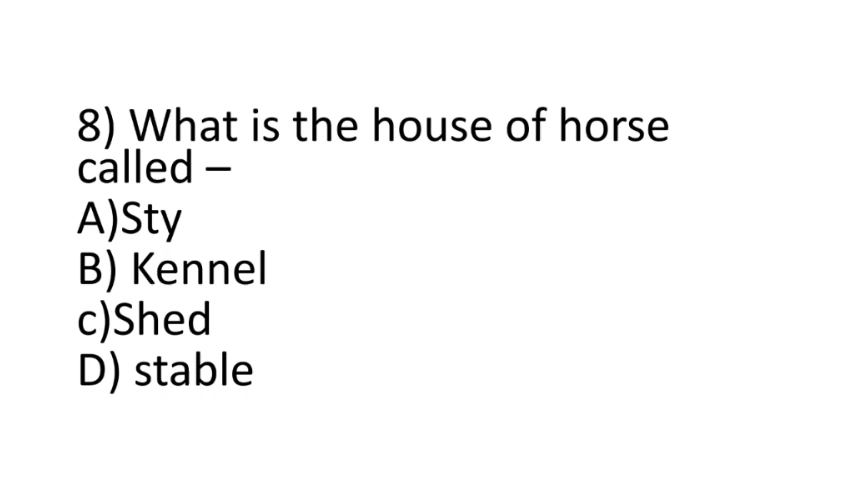 8) What is the house of horse
called –
A)Sty
B) Kennel
c)Shed
D) stable